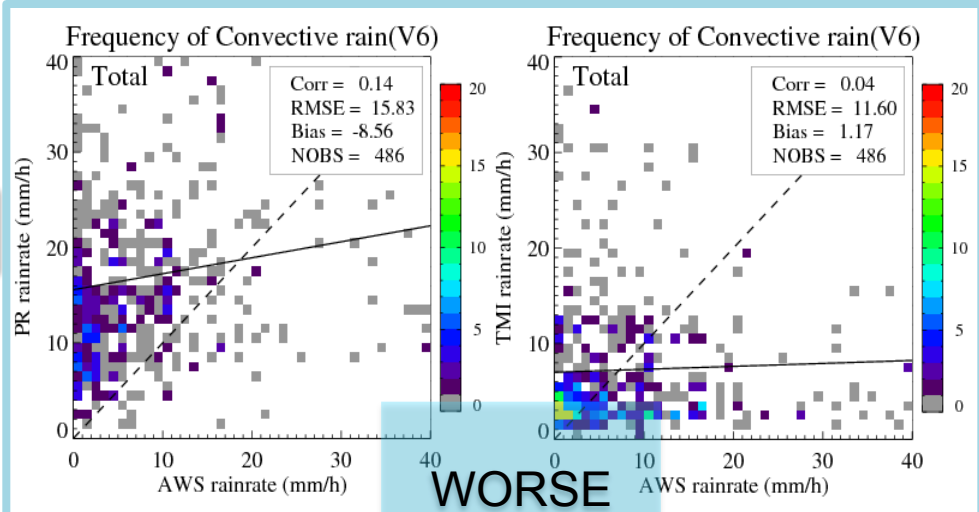 Frequency of Convective rain(V6)
Total
Corr = 0.14
RMSE = 15.83
Bias = -8.56
NOBS = 486
40
30
20
10
0
PR rainrate (mm/h)
0 10 20 30 40
AWS rainrate (mm/h)
20
15
10
5
0
Frequency of Convective rain(V6)
Total
Corr = 0.04
RMSE = 11.60
Bias = 1.17
NOBS = 486
40
30
20
10
0
TMI rainrate (mm/h)
0 10 20 30 40
AWS rainrate (mm/h)
20
15
10
5
0
WORSE